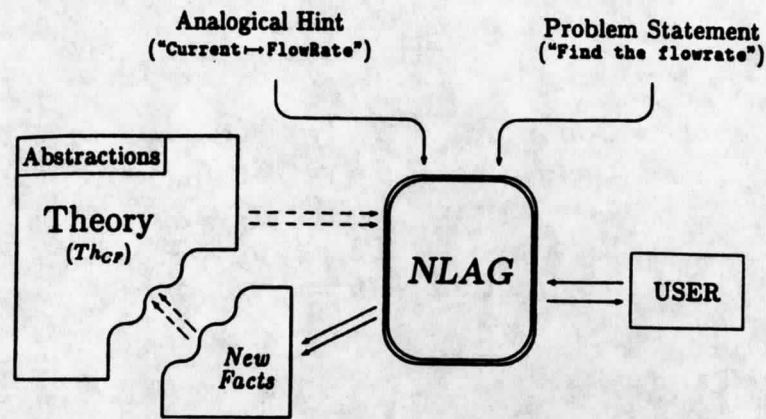 Analogical Hint
("Current↦FlowRate")
Problem Statement
("Find the flowrate")
Abstractions
Theory
(Th_CF)
NLAG
USER
New
Facts